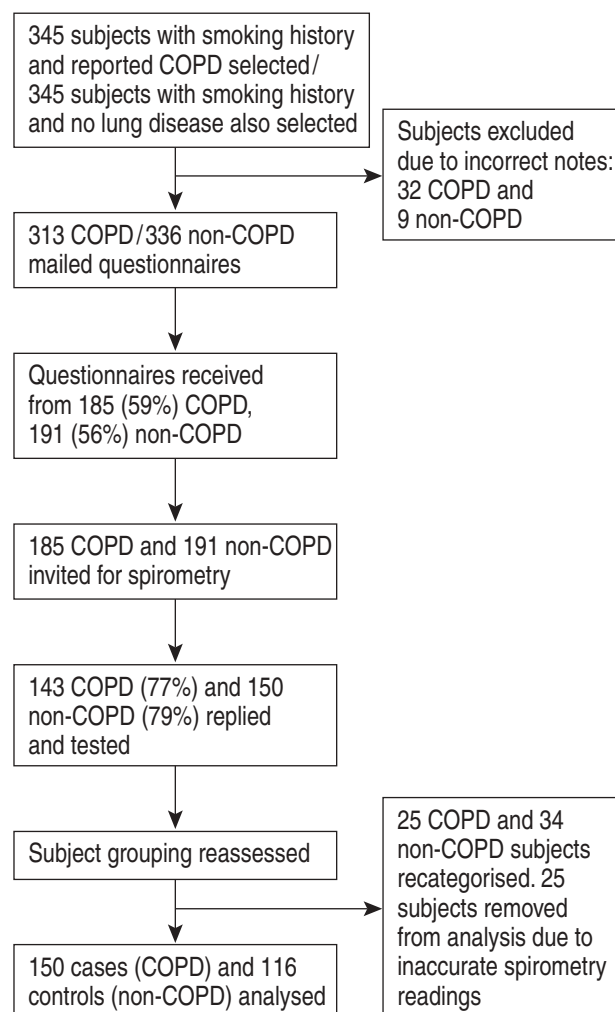 345 subjects with smoking history
and reported COPD selected/
345 subjects with smoking history
and no lung disease also selected
Subjects excluded
due to incorrect notes:
32 COPD and
9 non-COPD
313 COPD/336 non-COPD
mailed questionnaires
Questionnaires received
from 185 (59%) COPD,
191 (56%) non-COPD
185 COPD and 191 non-COPD
invited for spirometry
143 COPD (77%) and 150
non-COPD (79%) replied
and tested
Subject grouping reassessed
25 COPD and 34
non-COPD subjects
recategorised. 25
subjects removed
from analysis due to
inaccurate spirometry
readings
150 cases (COPD) and 116
controls (non-COPD) analysed